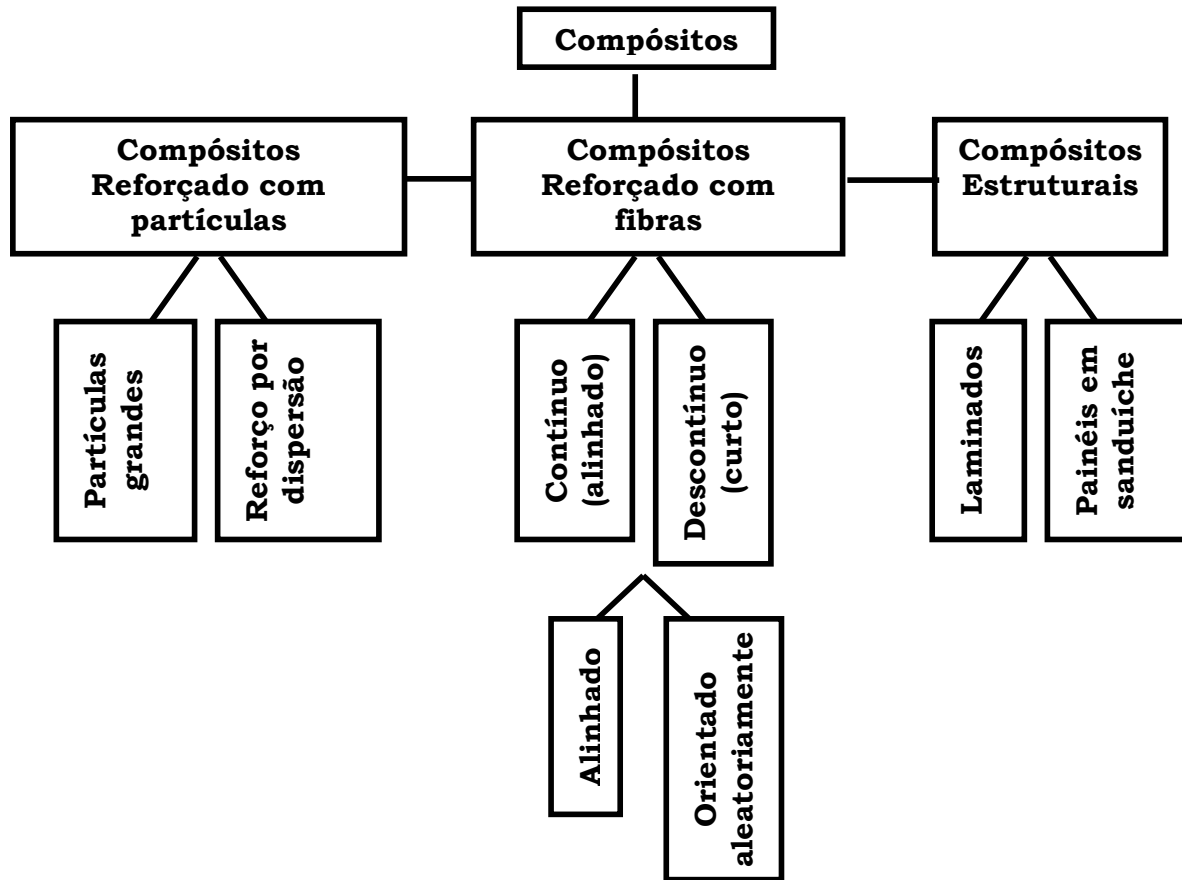 Compósitos
Compósitos
Reforçado com
partículas
Compósitos
Reforçado com
fibras
Compósitos
Estruturais
Partículas
grandes
Reforço por
dispersão
Contínuo
(alinhado)
Descontínuo
(curto)
Laminados
Painéis em
sanduíche
Alinhado
Orientado
aleatoriamente